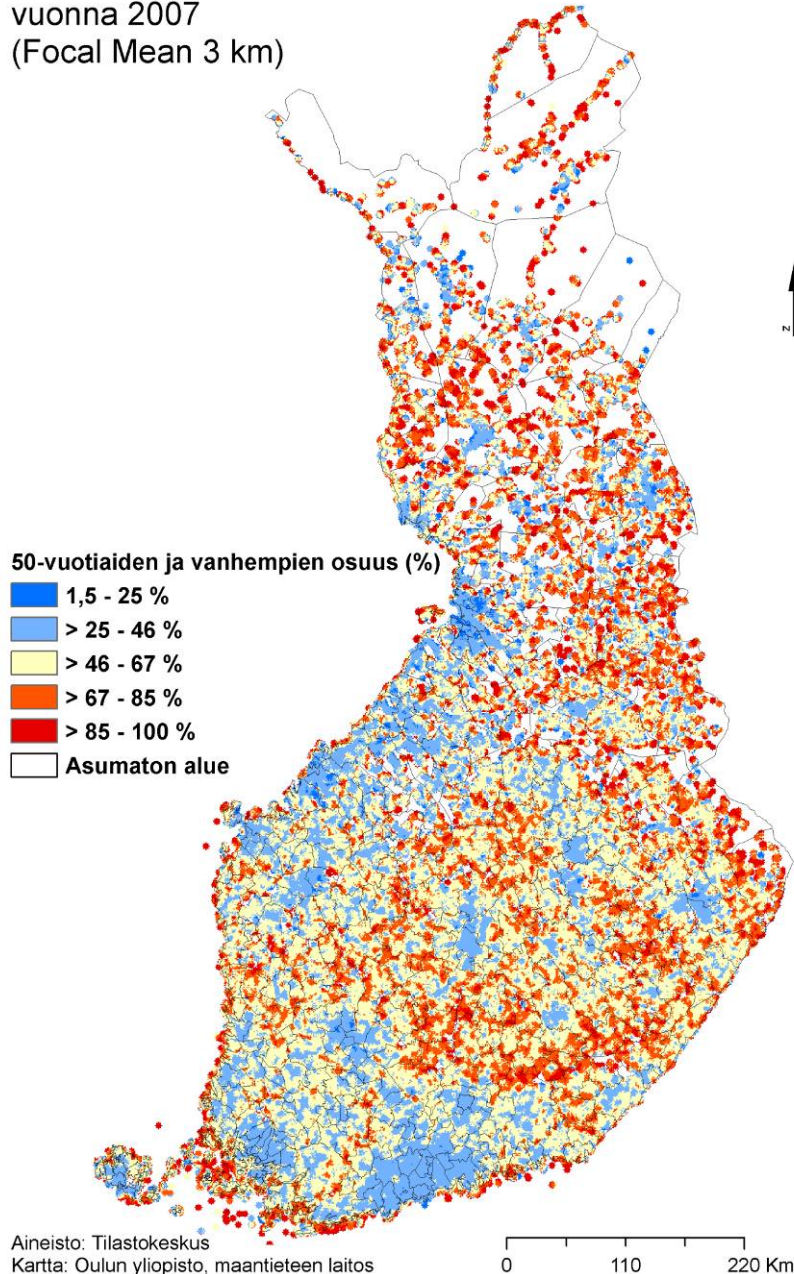 vuonna 2007
(Focal Mean 3 km)
N
50-vuotiaiden ja vanhempien osuus (%)
1,5 - 25 %
> 25 - 46 %
> 46 - 67 %
> 67 - 85 %
> 85 - 100 %
Asumaton alue
Aineisto: Tilastokeskus
Kartta: Oulun yliopisto, maantieteen laitos
0 110 220 Km